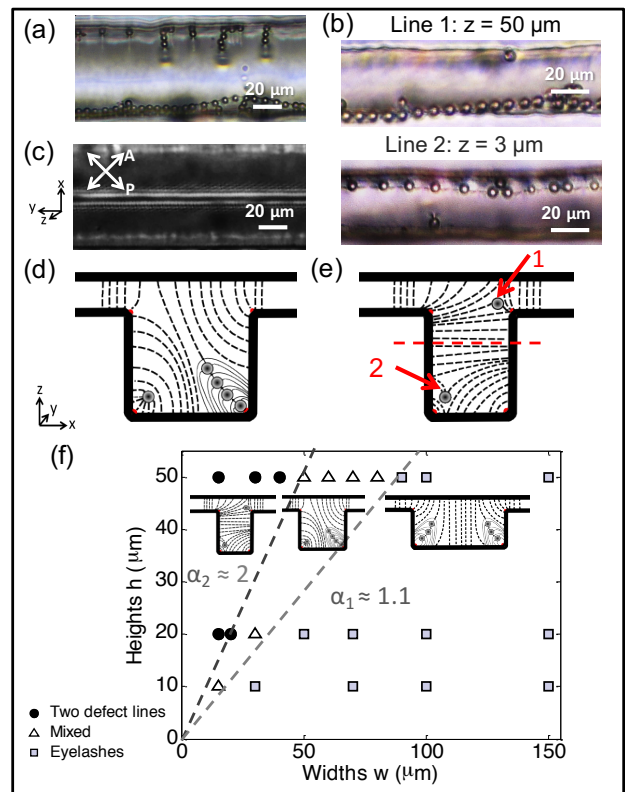 (a)
20 μm
(b) Line 1: z = 50 μm
20 μm
Line 2: z = 3 μm
20 μm
(c)
A
P
20 μm
x
y
z
(d)
(e)
1
2
z
y
x
(f)
α₂ ≈ 2
α₁ ≈ 1.1
Heights h (μm)
50
40
30
20
10
0
0 50 100 150
Widths w (μm)
Two defect lines
Mixed
Eyelashes